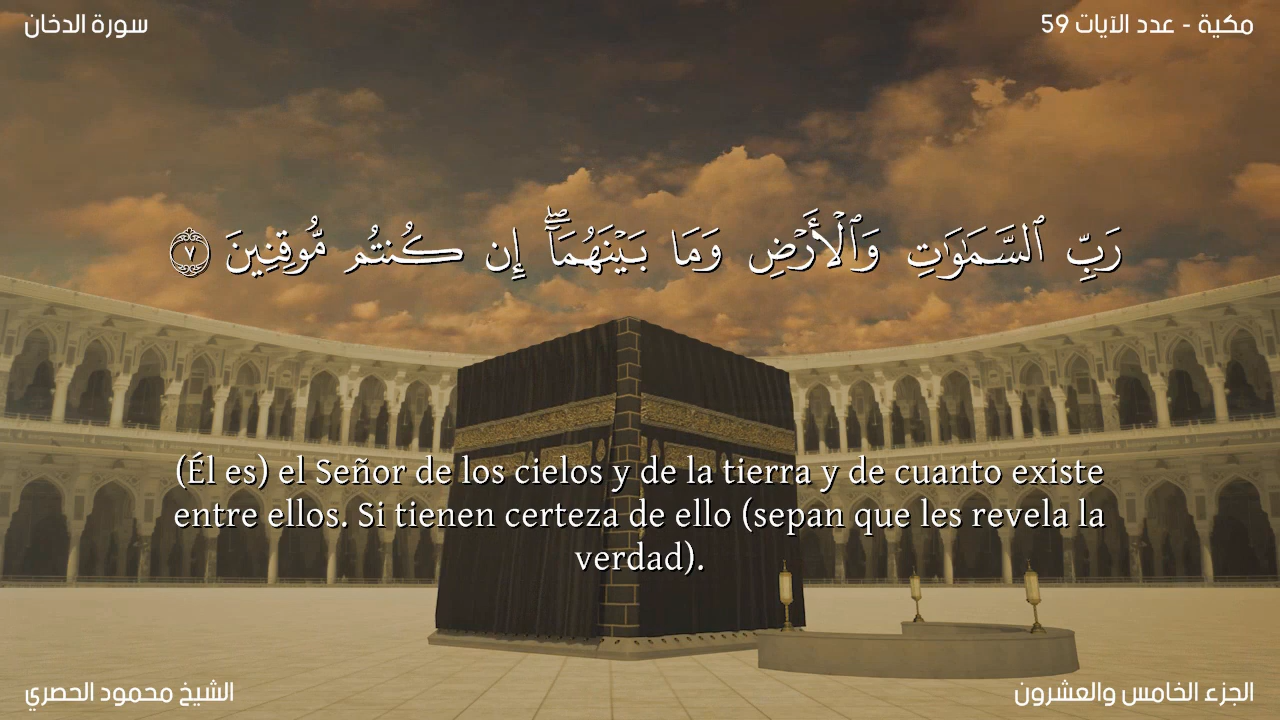 سورة الدخان
مكية - عدد الآيات 59
رَبِّ ٱلسَّمَٰوَٰتِ وَٱلْأَرْضِ وَمَا بَيْنَهُمَآ ۖ إِن كُنتُم مُّوقِنِينَ ٧
(Él es) el Señor de los cielos y de la tierra y de cuanto existe
entre ellos. Si tienen certeza de ello (sepan que les revela la
verdad).
الشيخ محمود الحصري
الجزء الخامس والعشرون